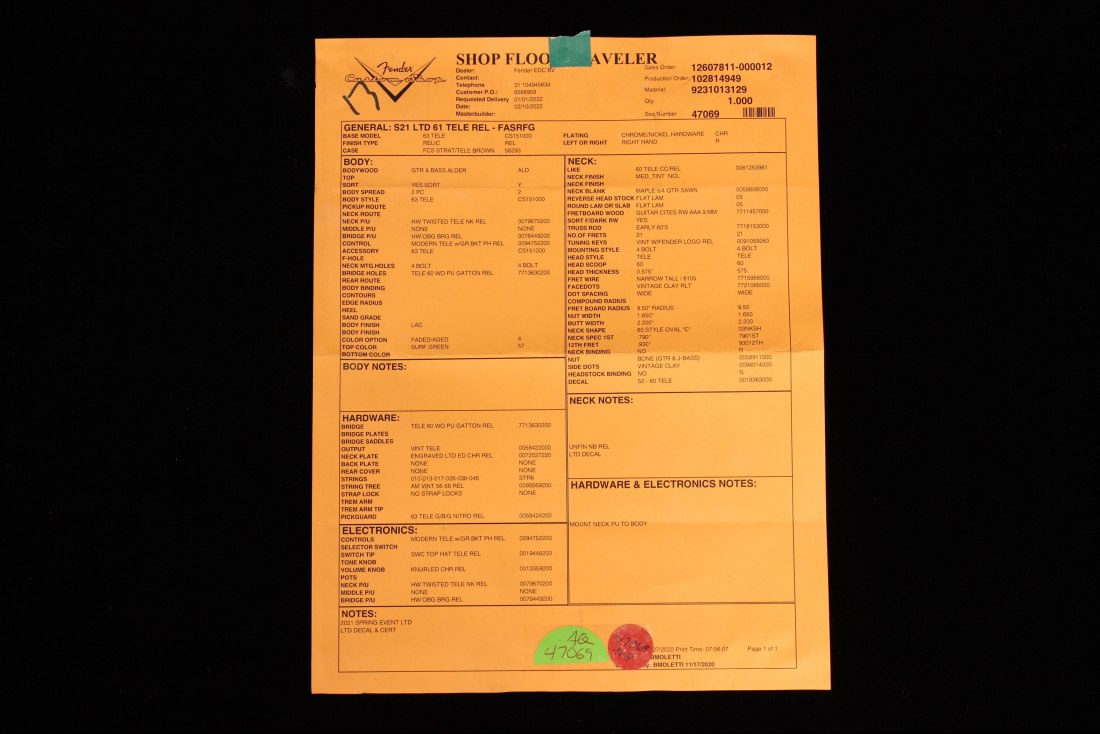 SHOP FLOO AVELER
Fender
Custom Shop
Dealer: Fender EDC BV
Contact:
Telephone 31 104945634
Customer P.O.: 6566958
Requested Delivery 01/01/2022
Date: 02/10/2022
Masterbuilder:
Sales Order: 12607811-000012
Production Order: 102814949
Material: 9231013129
Qty: 1.000
Seq Number 47069
GENERAL: S21 LTD 61 TELE REL - FASRFG
BASE MODEL 63 TELE CS151000 PLATING CHROME/NICKEL HARDWARE CHR
FINISH TYPE RELIC REL LEFT OR RIGHT RIGHT HAND R
CASE FCS STRAT/TELE BROWN 56293
BODY:
BODYWOOD GTR & BASS ALDER ALD
TOP
SORT YES SORT Y
BODY SPREAD 2 PC 2
BODY STYLE 63 TELE CS151000
PICKUP ROUTE
NECK ROUTE
NECK P/U HW TWISTED TELE NK REL 0079670200
MIDDLE P/U NONE NONE
BRIDGE P/U HW OBG BRG REL 0078449200
CONTROL MODERN TELE w/GR.BKT PH REL 0094752200
ACCESSORY 63 TELE CS151000
F-HOLE
NECK MTG.HOLES 4 BOLT 4 BOLT
BRIDGE HOLES TELE 60 WO PU GATTON REL 7713630200
REAR ROUTE
BODY BINDING
CONTOURS
EDGE RADIUS
HEEL
SAND GRADE
BODY FINISH LAC
BODY FINISH
COLOR OPTION FADED/AGED 4
TOP COLOR SURF GREEN 57
BOTTOM COLOR
BODY NOTES:
HARDWARE:
BRIDGE TELE 60 WO PU GATTON REL 7713630200
BRIDGE PLATES
BRIDGE SADDLES
OUTPUT VINT TELE 0058422000
NECK PLATE ENGRAVED LTD ED CHR REL 0072027220
BACK PLATE NONE NONE
REAR COVER NONE NONE
STRINGS 010-013-017-026-036-046 STR6
STRING TREE AM VINT 56-58 REL 0093569200
STRAP LOCK NO STRAP LOCKS NONE
TREM ARM
TREM ARM TIP
PICKGUARD 63 TELE G/B/G NITRO REL 0059424200
ELECTRONICS:
CONTROLS MODERN TELE w/GR.BKT PH REL 0094752200
SELECTOR SWITCH
SWITCH TIP SWC TOP HAT TELE REL 0019448200
TONE KNOB
VOLUME KNOB KNURLED CHR REL 0013359200
POTS
NECK P/U HW TWISTED TELE NK REL 0079670200
MIDDLE P/U NONE NONE
BRIDGE P/U HW OBG BRG REL 0078449200
NECK:
LIKE 60 TELE CC/REL 0061253981
NECK FINISH MED_TINT NCL
NECK FINISH
NECK BLANK MAPLE 5/4 QTR SAWN 0056808000
REVERSE HEAD STOCK FLAT LAM 05
ROUND LAM OR SLAB FLAT LAM 05
FRETBOARD WOOD GUITAR CITES RW AAA 9 MM 7711457000
SORT F/DARK RW YES
TRUSS ROD EARLY 60'S 7718153000
NO.OF FRETS 21 21
TUNING KEYS VINT W/FENDER LOGO REL 0091059260
MOUNTING STYLE 4 BOLT 4 BOLT
HEAD STYLE TELE TELE
HEAD SCOOP 60 60
HEAD THICKNESS 0.575" 575
FRET WIRE NARROW TALL / 6105 7715959000
FACEDOTS VINTAGE CLAY RLT 7721068000
DOT SPACING WIDE WIDE
COMPOUND RADIUS
FRET BOARD RADIUS 9.50" RADIUS 9.50
NUT WIDTH 1.650" 1.650
BUTT WIDTH 2.200" 2.200
NECK SHAPE 60 STYLE OVAL "C" 08NKSH
NECK SPEC 1ST .790" 7901ST
12TH FRET .930" 93012TH
NECK BINDING NO N
NUT BONE (GTR & J-BASS) 0058911000
SIDE DOTS VINTAGE CLAY 0094014000
HEADSTOCK BINDING NO N
DECAL 52 - 60 TELE 0018363000
NECK NOTES:
UNFIN NB REL
LTD DECAL
HARDWARE & ELECTRONICS NOTES:
MOUNT NECK PU TO BODY
NOTES:
2021 SPRING EVENT LTD
LTD DECAL & CERT
AQ
47069
27/2022 Print Time: 07:56:07 Page 1 of 1
BMOLETTI
by: BMOLETTI 11/17/2020